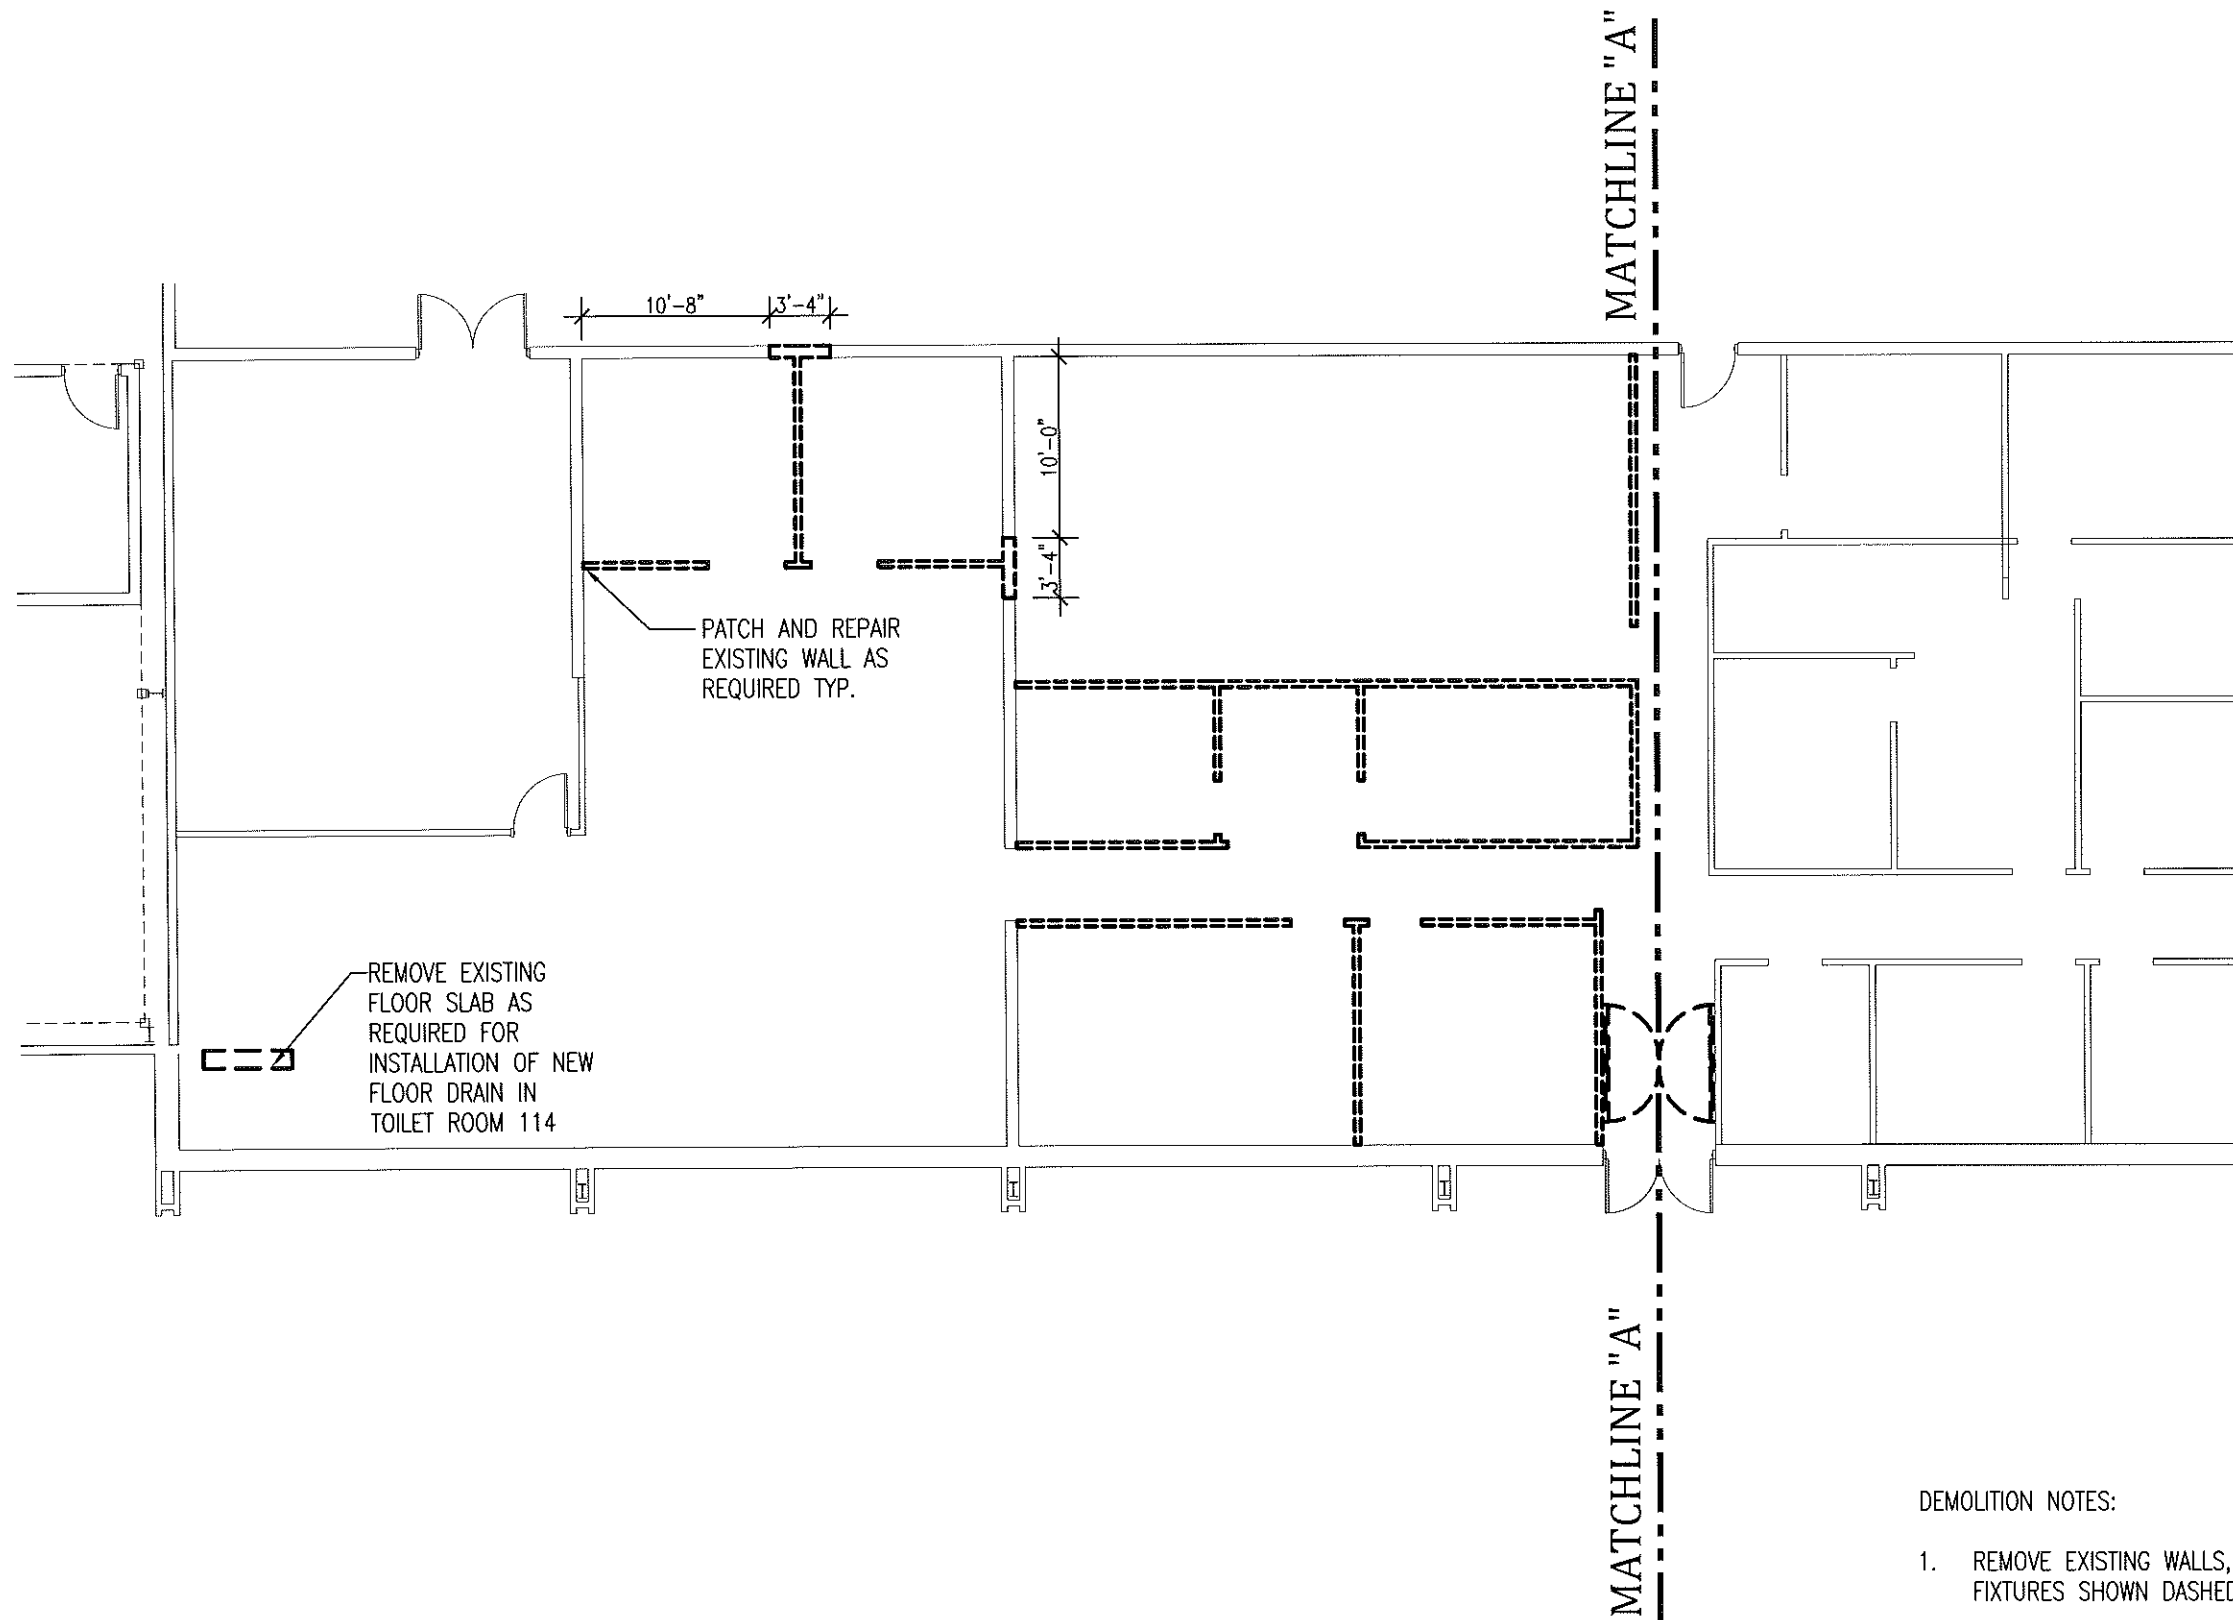 MATCHLINE "A"
10'-8"
3'-4"
10'-0"
3'-4"
PATCH AND REPAIR
EXISTING WALL AS
REQUIRED TYP.
REMOVE EXISTING
FLOOR SLAB AS
REQUIRED FOR
INSTALLATION OF NEW
FLOOR DRAIN IN
TOILET ROOM 114
MATCHLINE "A"
DEMOLITION NOTES:
1. REMOVE EXISTING WALLS,
FIXTURES SHOWN DASHED